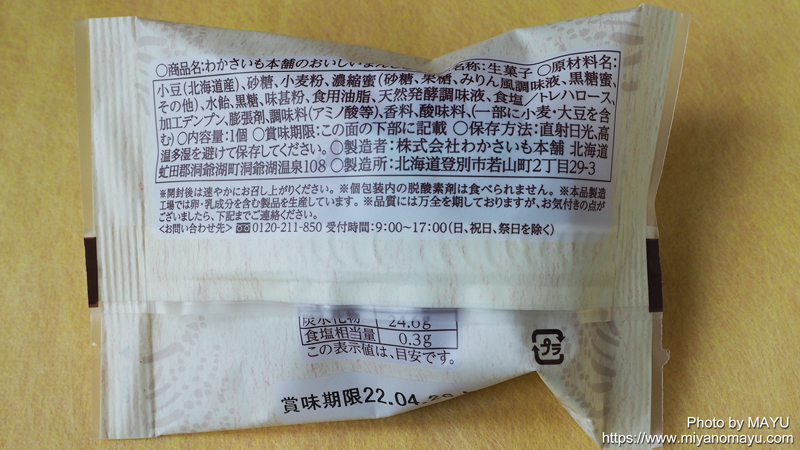 ○商品名:わかさいも本舗のおいしいまん 名称:生菓子 ○原材料名:
小豆(北海道産)、砂糖、小麦粉、濃縮蜜(砂糖、果糖、みりん風調味液、黒糖蜜、
その他)、水飴、黒糖、味甚粉、食用油脂、天然発酵調味液、食塩/トレハロース、
加工デンプン、膨張剤、調味料(アミノ酸等)、香料、酸味料、(一部に小麦・大豆を含
む) ○内容量:1個 ○賞味期限:この面の下部に記載 ○保存方法:直射日光、高
温多湿を避けて保存してください。 ○製造者:株式会社わかさいも本舗 北海道
虻田郡洞爺湖町洞爺湖温泉108 ○製造所:北海道登別市若山町2丁目29-3
※開封後は速やかにお召し上がりください。※個包装内の脱酸素剤は食べられません。※本品製造
工場では卵・乳成分を含む製品を生産しています。※品質には万全を期しておりますが、お気付きの点が
ございましたら、下記までご連絡ください。
<お問い合わせ先> 0120-211-850 受付時間:9:00~17:00(日、祝日、祭日を除く)
炭水化物 24.6g
食塩相当量 0.3g
この表示値は、目安です。
プラ
賞味期限22.04.
Photo by MAYU
https://www.miyanomayu.com/